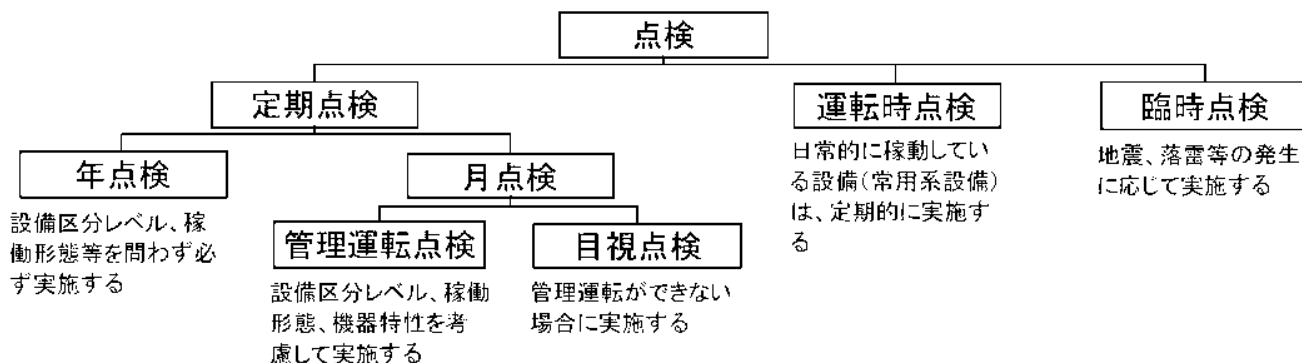 点検
定期点検
運転時点検
臨時点検
年点検
月点検
日常的に稼動してい
る設備(常用系設備)
は、定期的に実施す
る
地震、落雷等の発生
に応じて実施する
設備区分レベル、稼
働形態等を問わず必
ず実施する
管理運転点検
目視点検
設備区分レベル、稼働
形態、機器特性を考
慮して実施する
管理運転ができない
場合に実施する